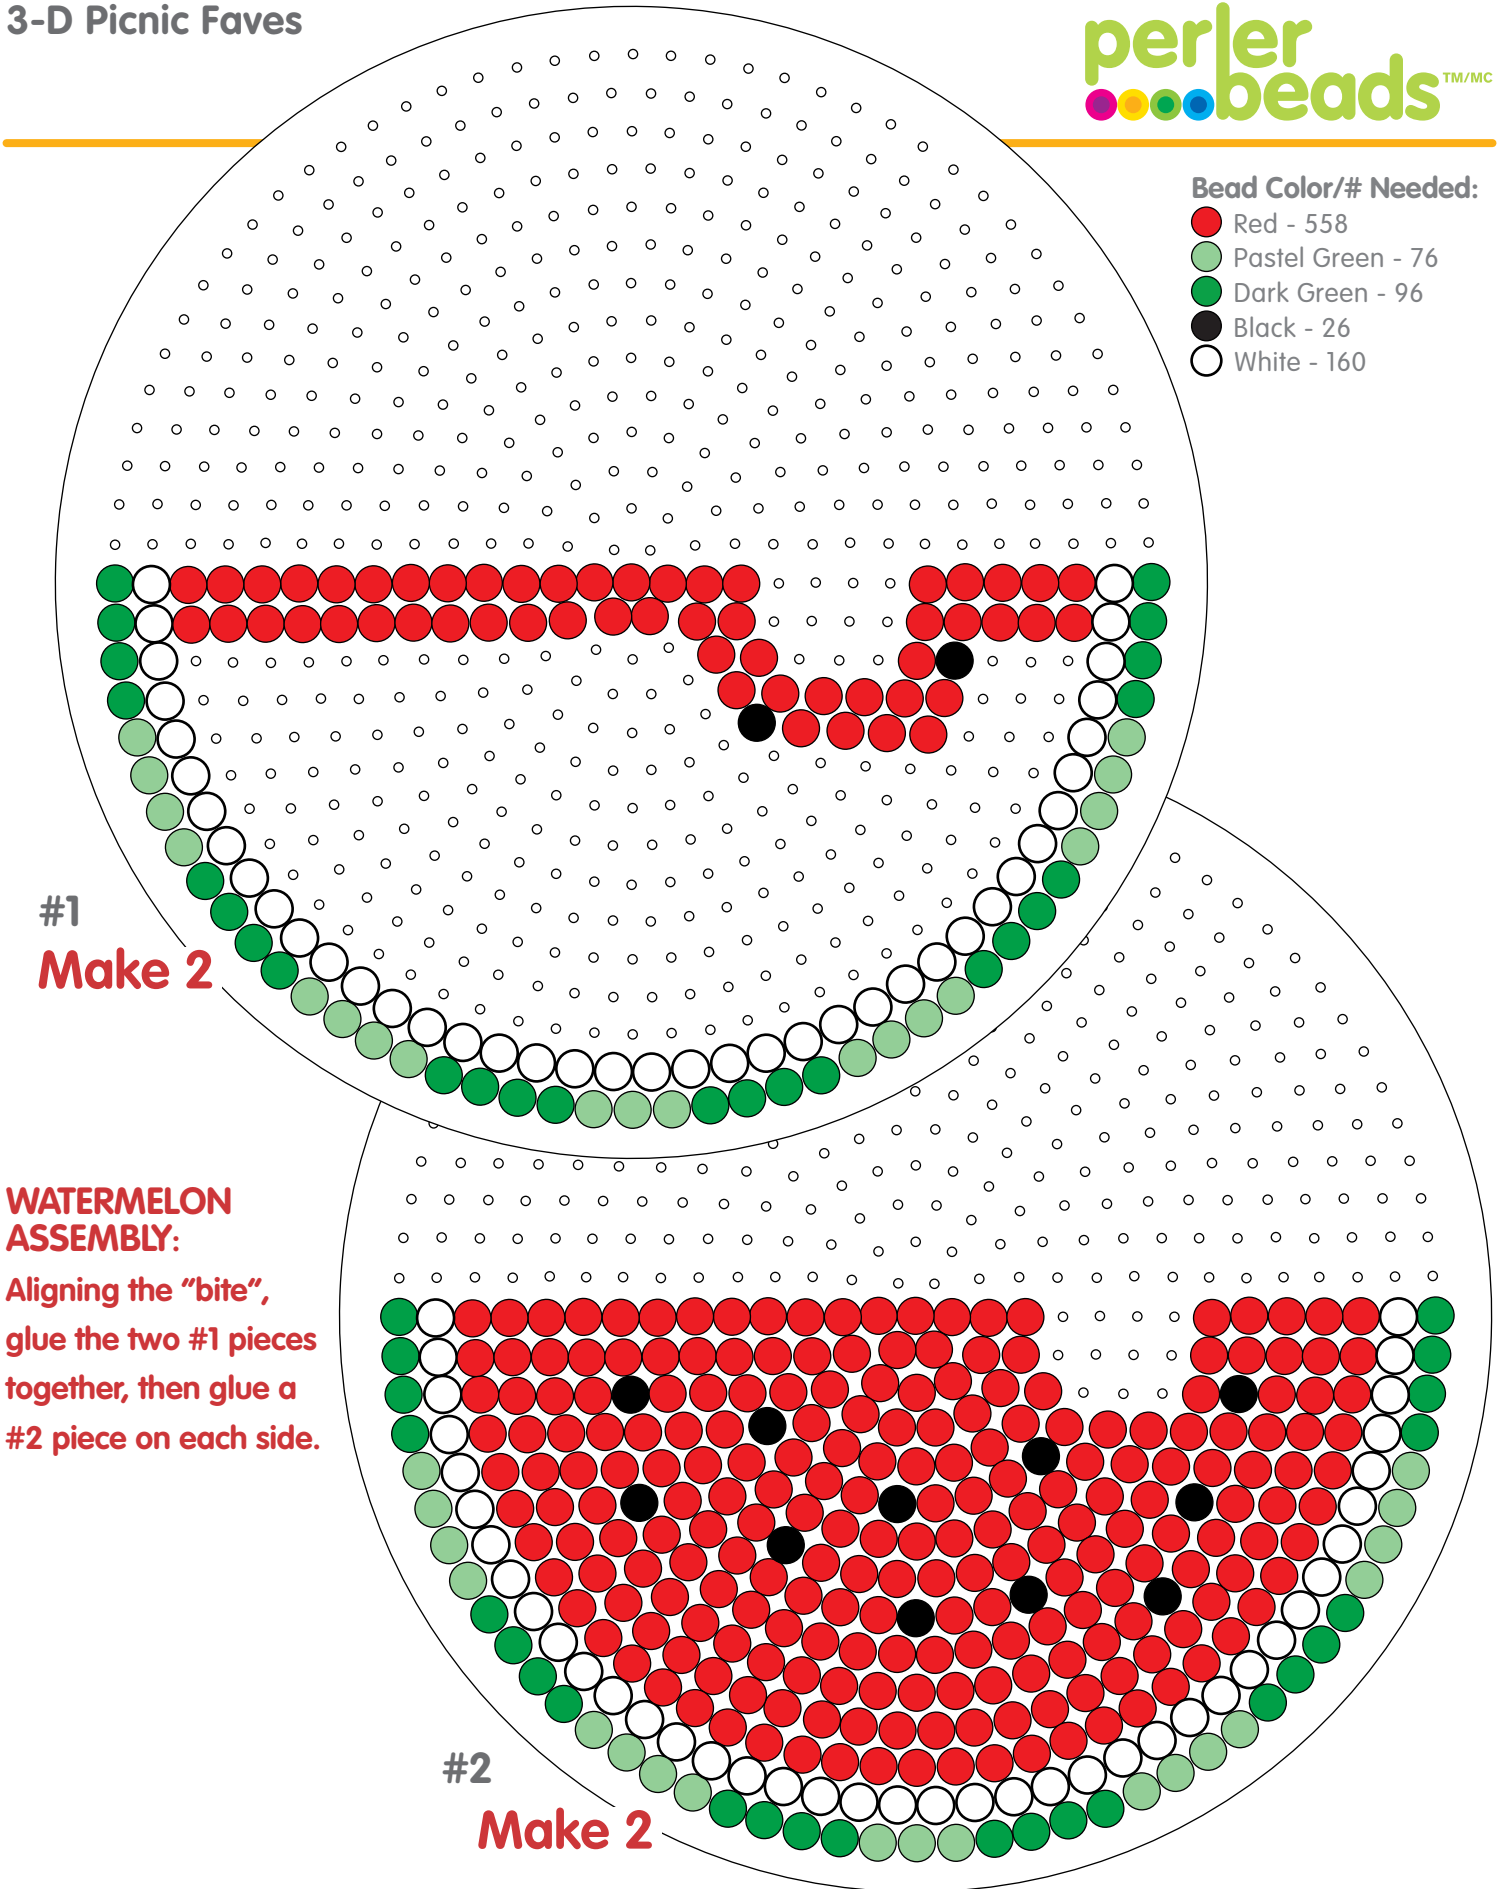 3-D Picnic Faves
perler
beads TM/MC
Bead Color/# Needed:
Red - 558
Pastel Green - 76
Dark Green - 96
Black - 26
White - 160
#1
Make 2
WATERMELON
ASSEMBLY:
Aligning the "bite",
glue the two #1 pieces
together, then glue a
#2 piece on each side.
#2
Make 2